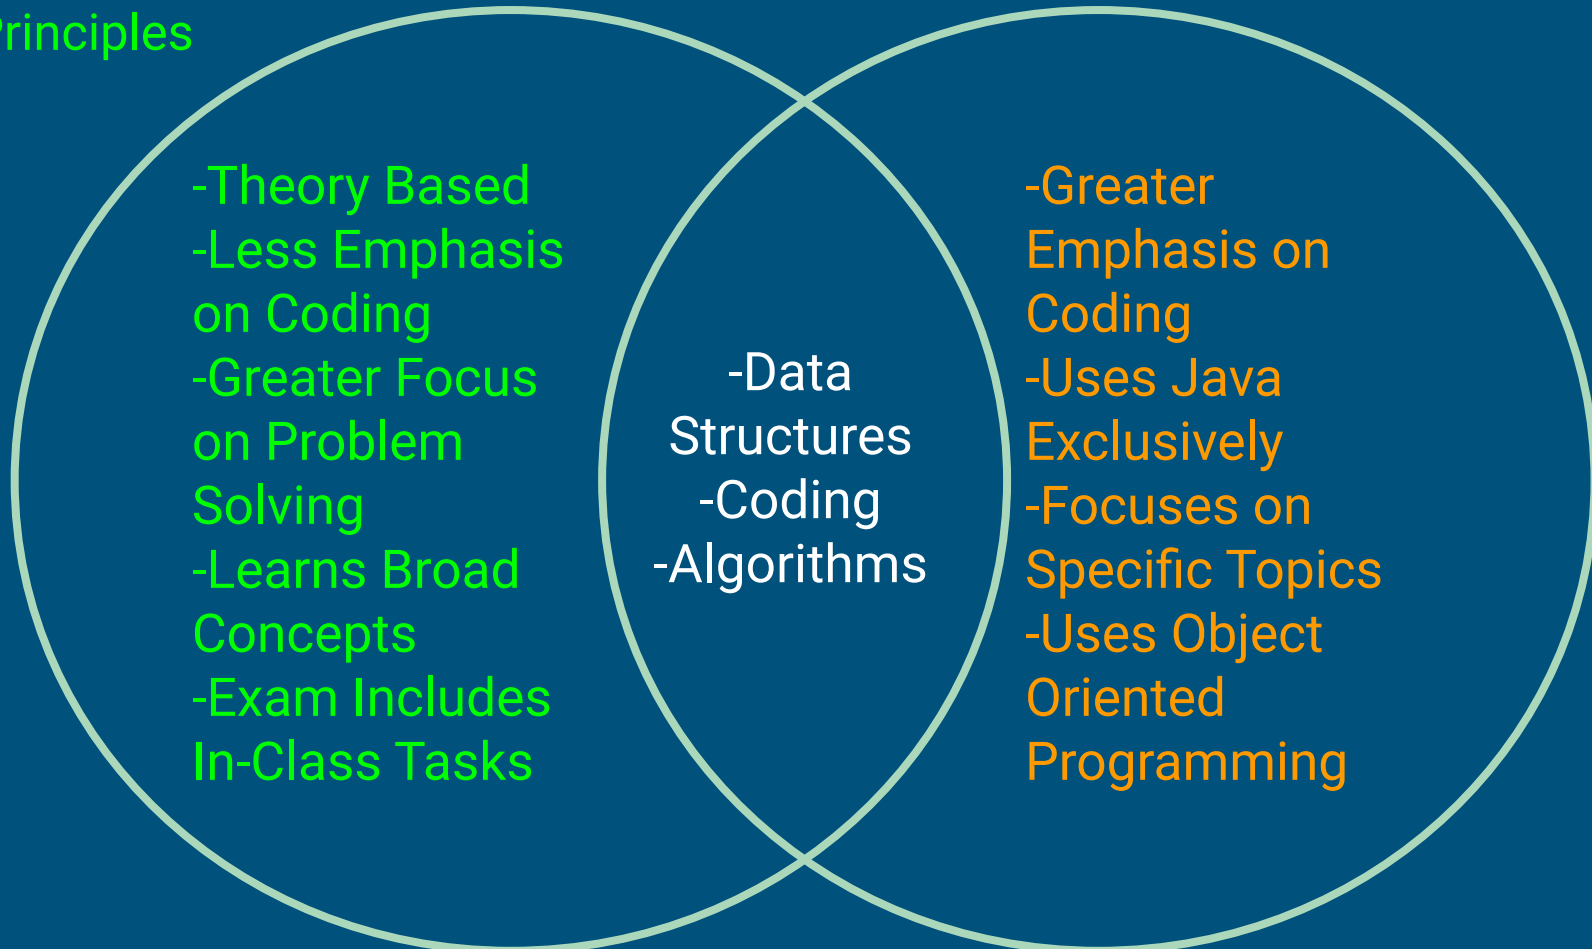 Principles
-Theory Based
-Less Emphasis
on Coding
-Greater Focus
on Problem
Solving
-Learns Broad
Concepts
-Exam Includes
In-Class Tasks
-Data
Structures
-Coding
-Algorithms
-Greater
Emphasis on
Coding
-Uses Java
Exclusively
-Focuses on
Specific Topics
-Uses Object
Oriented
Programming